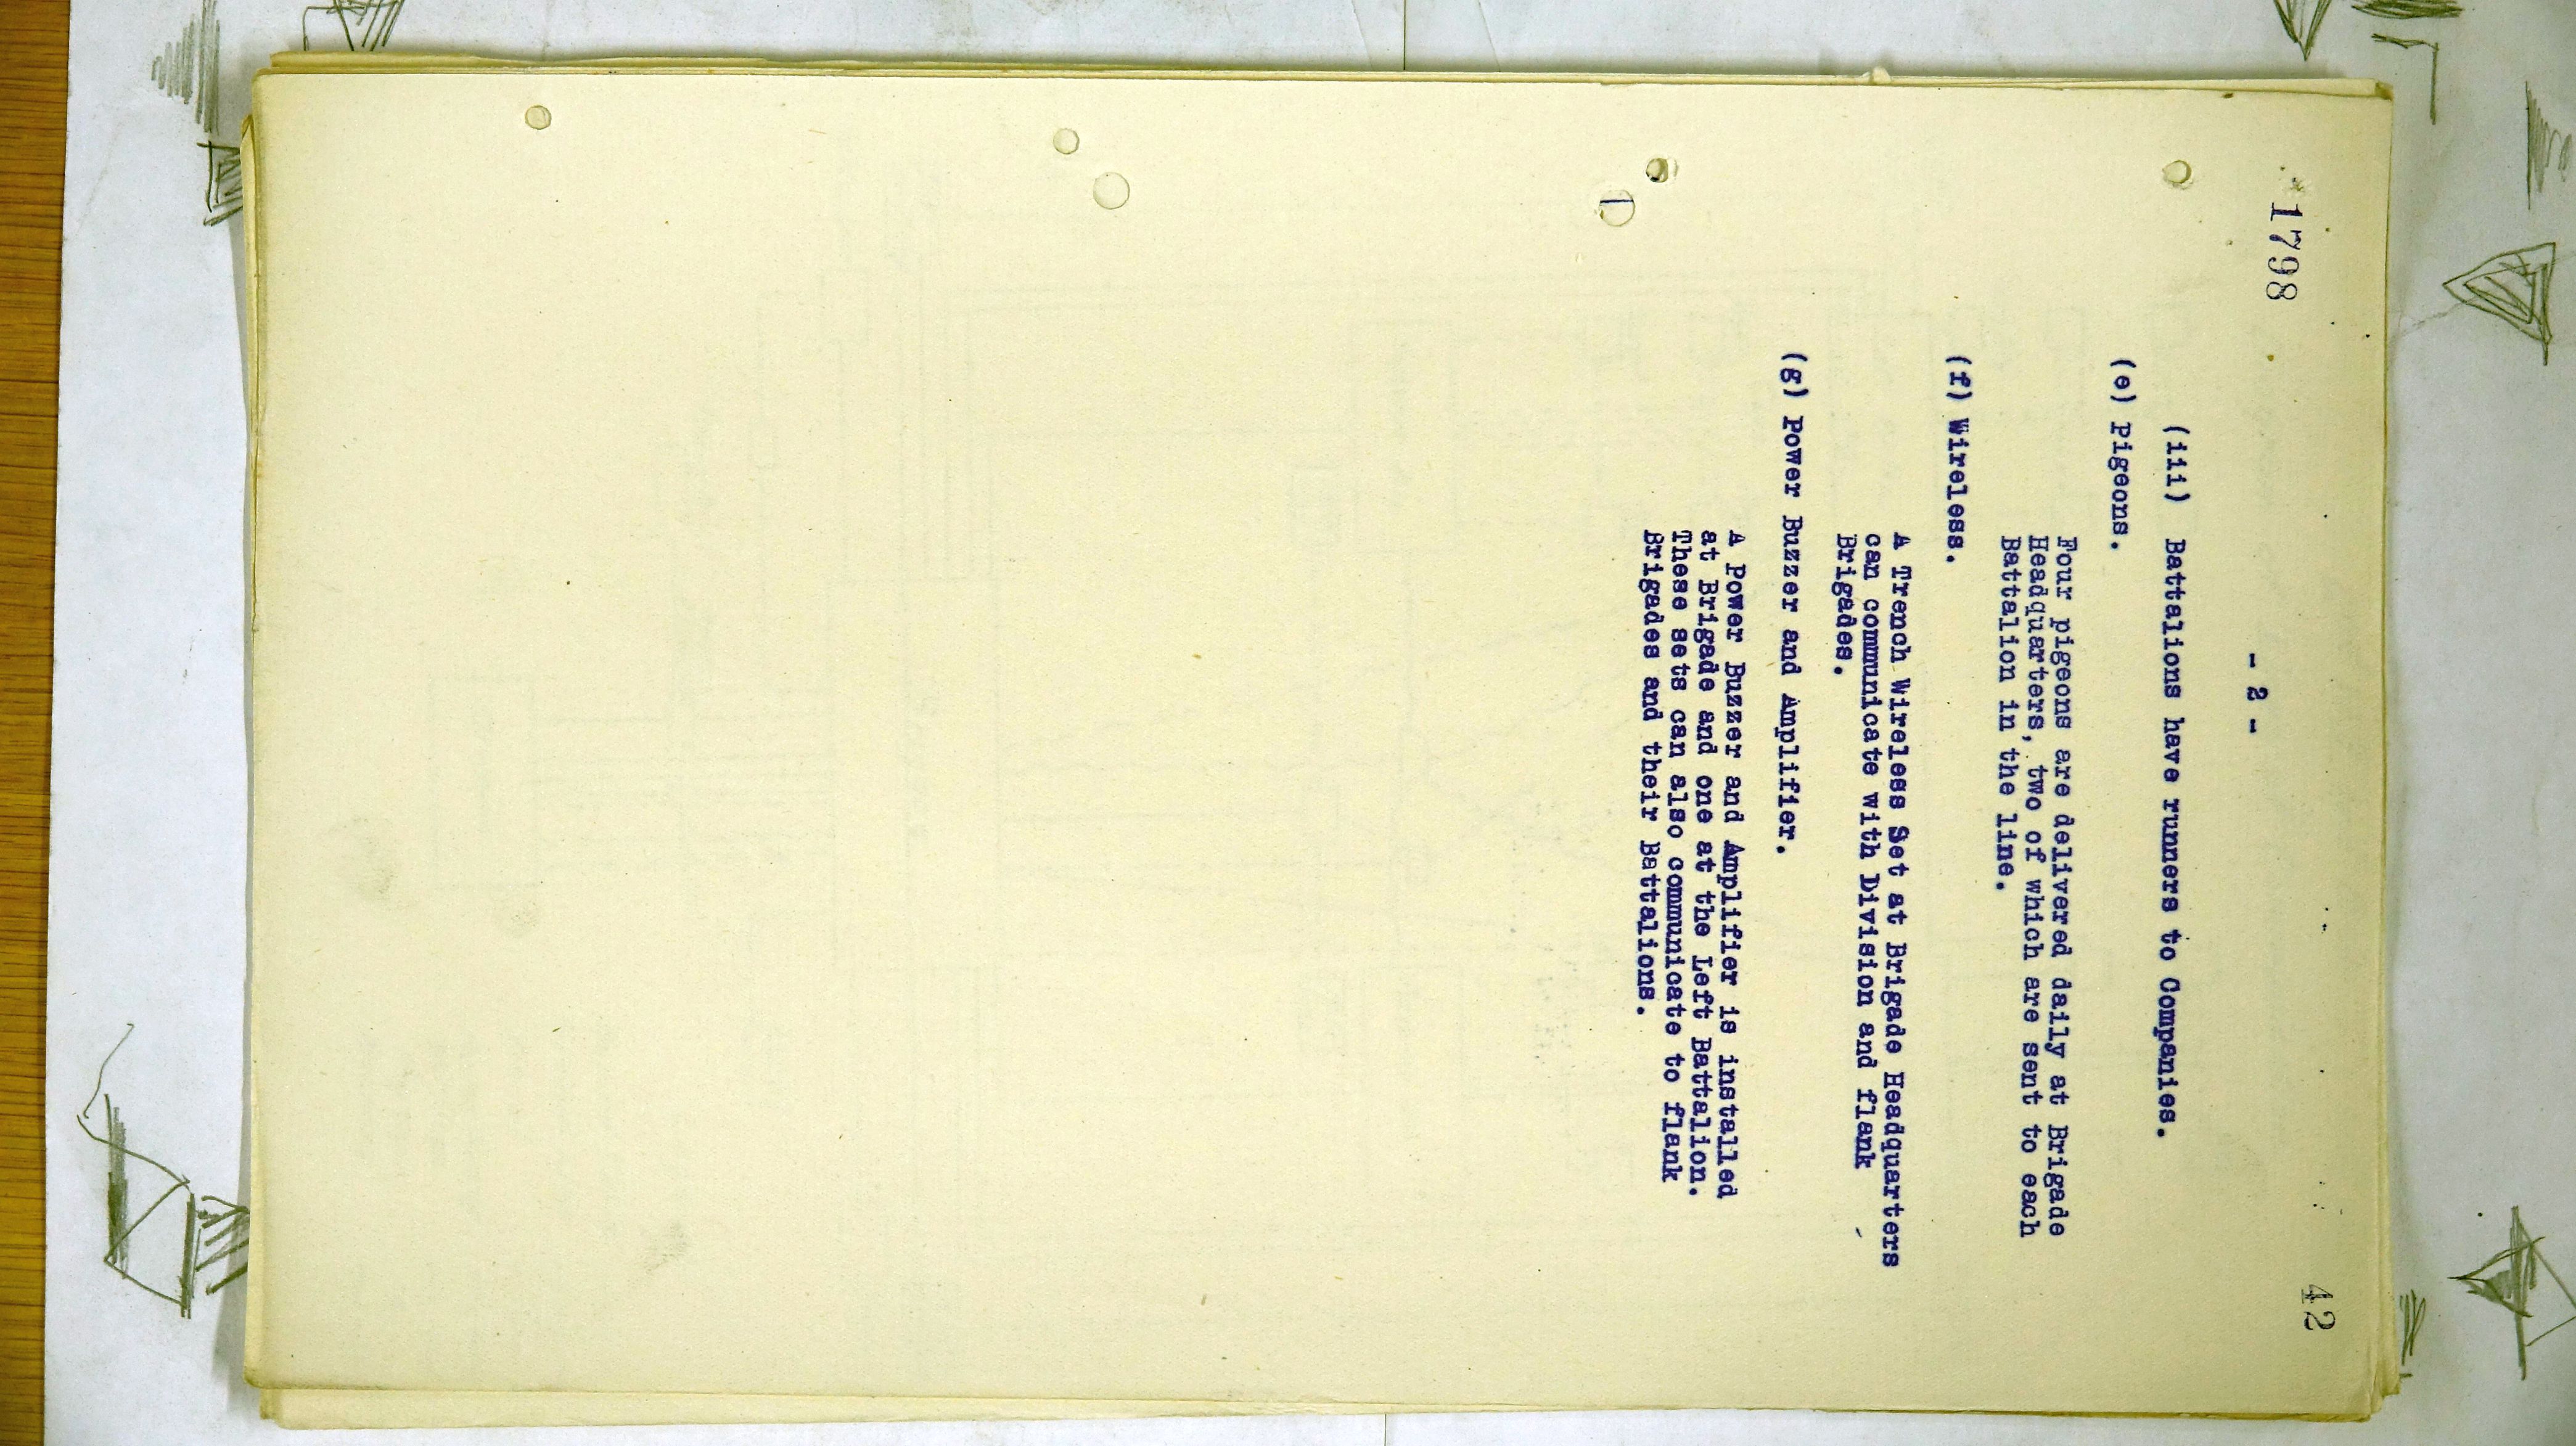 1798
42
- 2 -
(iii) Battalions have runners to Companies.
(e) Pigeons.
Four pigeons are delivered daily at Brigade
Headquarters, two of which are sent to each
Battalion in the line.
(f) Wireless.
A Trench Wireless Set at Brigade Headquarters
can communicate with Division and flank
Brigades.
(g) Power Buzzer and Amplifier.
A Power Buzzer and Amplifier is installed
at Brigade and one at the Left Battalion.
These sets can also communicate to flank
Brigades and their Battalions.